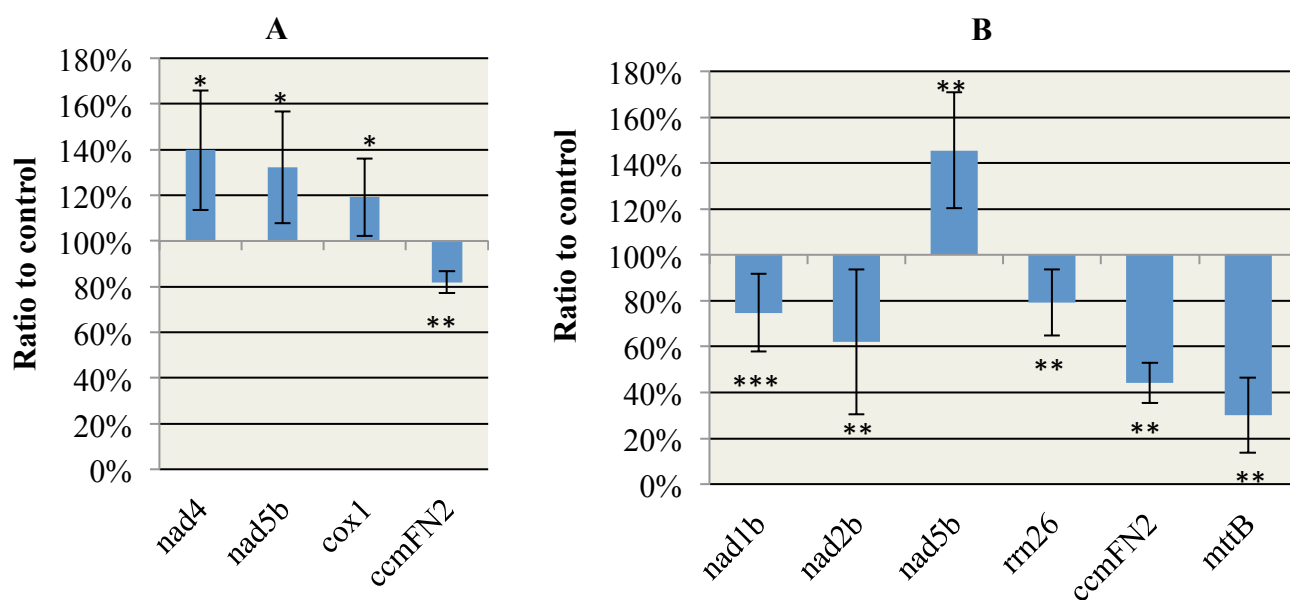 A
180%
160%
140%
120%
100%
80%
60%
40%
20%
0%
Ratio to control
*
*
*
**
nad4
nad5b
cox1
ccmFN2
B
180%
160%
140%
120%
100%
80%
60%
40%
20%
0%
Ratio to control
***
**
**
**
**
**
nad1b
nad2b
nad5b
rrn26
ccmFN2
mttB